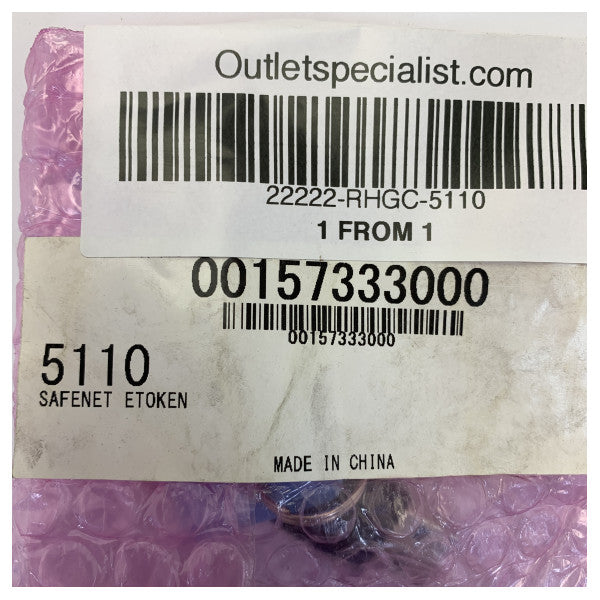 Outletspecialist.com
22222-RHGC-5110
1 FROM 1
00157333000
00157333000
5110
SAFENET ETOKEN
MADE IN CHINA